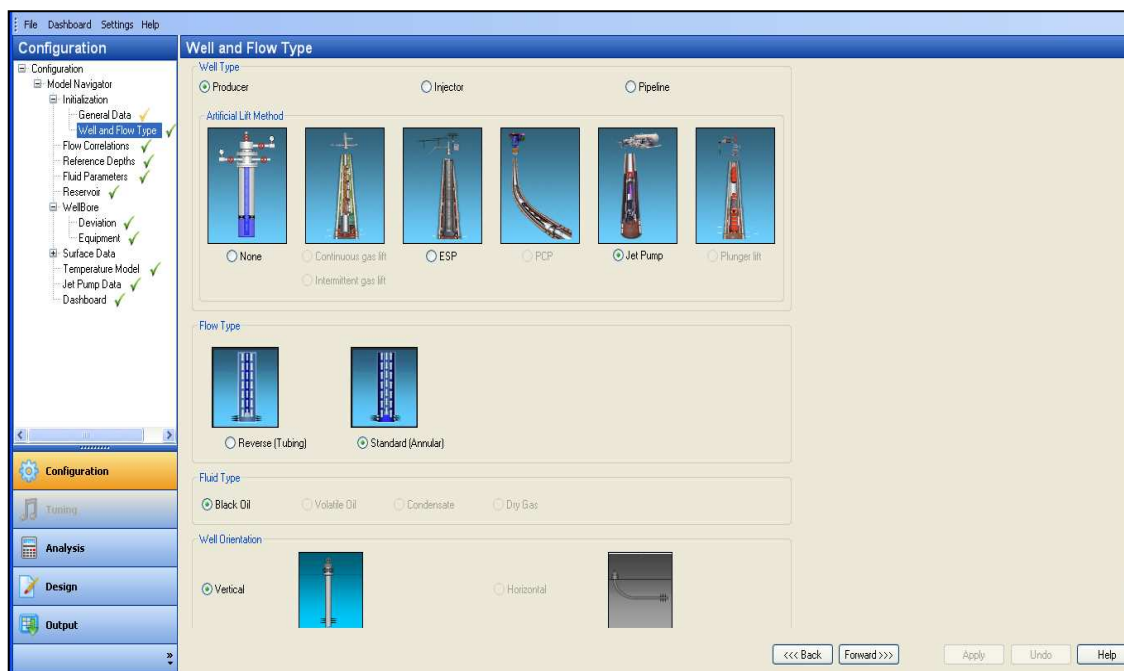 File Dashboard Settings Help
Configuration
Configuration
Model Navigator
Initialization
General Data
Well and Flow Type
Flow Correlations
Reference Depths
Fluid Parameters
Reservoir
WellBore
Deviation
Equipment
Surface Data
Temperature Model
Jet Pump Data
Dashboard
Configuration
Tuning
Analysis
Design
Output
»
Well and Flow Type
Well Type
Producer Injector Pipeline
Artificial Lift Method
None Continuous gas lift ESP PCP Jet Pump Plunger lift
Intermittent gas lift
Flow Type
Reverse (Tubing) Standard (Annular)
Fluid Type
Black Oil Volatile Oil Condensate Dry Gas
Well Orientation
Vertical Horizontal
<<< Back Forward >>> Apply Undo Help